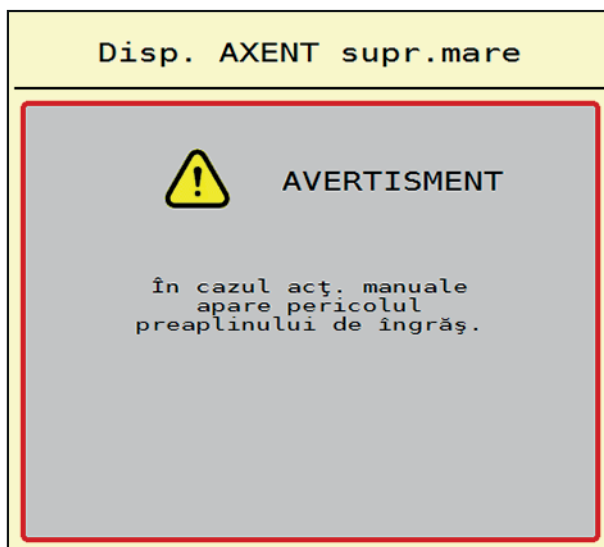 Disp. AXENT supr.mare
AVERTISMENT
În cazul acţ. manuale
apare pericolul
preaplinului de îngrăş.